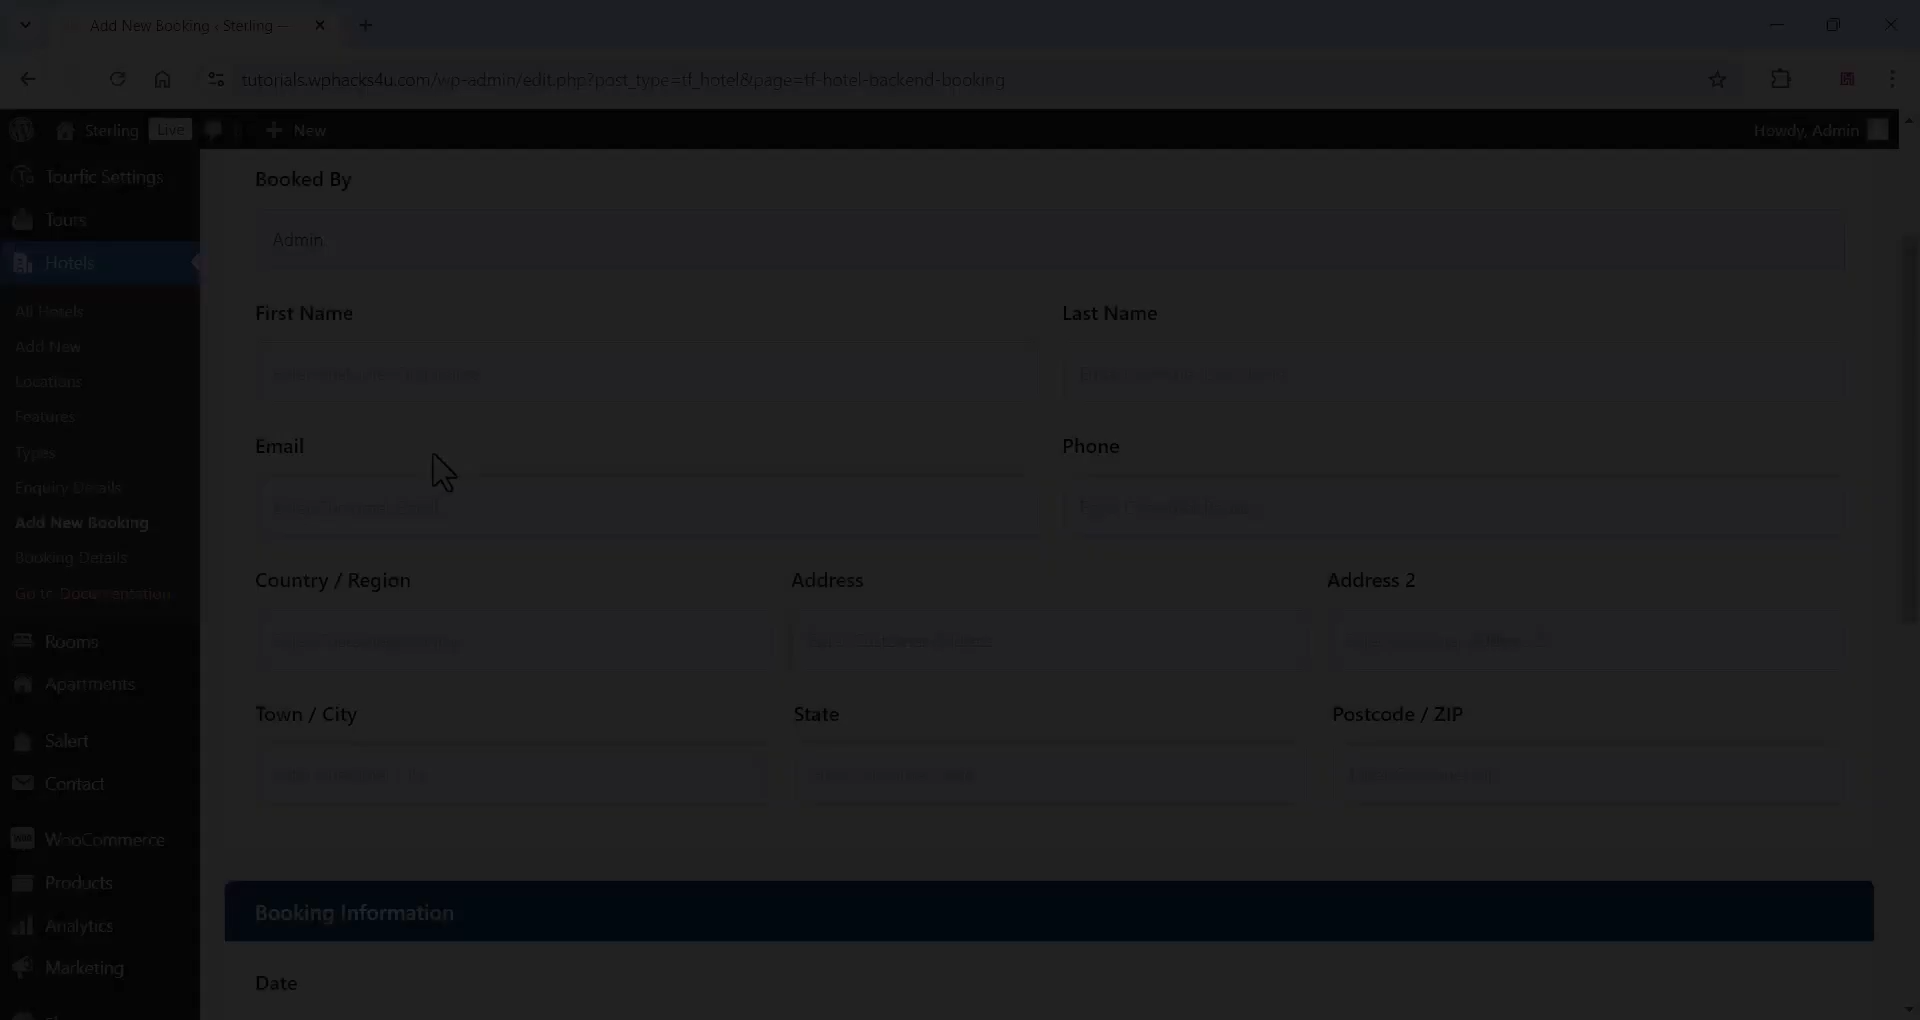 Add New Booking ‹ Sterling —
tutorials.wphacks4u.com/wp-admin/edit.php?post_type=tf_hotel&page=tf-hotel-backend-booking
Sterling
Live
New
Howdy, Admin
Tourfic Settings
Tours
Hotels
All Hotels
Add New
Locations
Features
Types
Enquiry Details
Add New Booking
Booking Details
Go to Documentation
Rooms
Apartments
Salert
Contact
WooCommerce
Products
Analytics
Marketing
Booked By
Admin
First Name
Last Name
Email
Phone
Country / Region
Address
Address 2
Town / City
State
Postcode / ZIP
Booking Information
Date